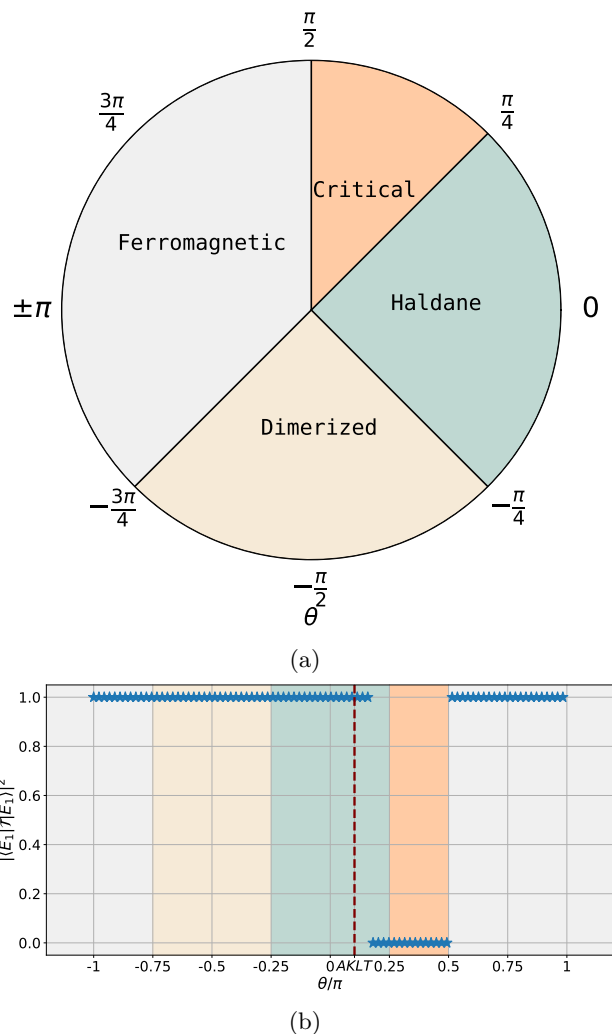 π/2
3π/4
π/4
Critical
Ferromagnetic
±π
Haldane
0
Dimerized
−3π/4
−π/4
−π/2
θ
(a)
|⟨E₁|𝒯|E₁⟩|²
1.0
0.8
0.6
0.4
0.2
0.0
-1 -0.75 -0.5 -0.25 0 AKLT 0.25 0.5 0.75 1
θ/π
(b)